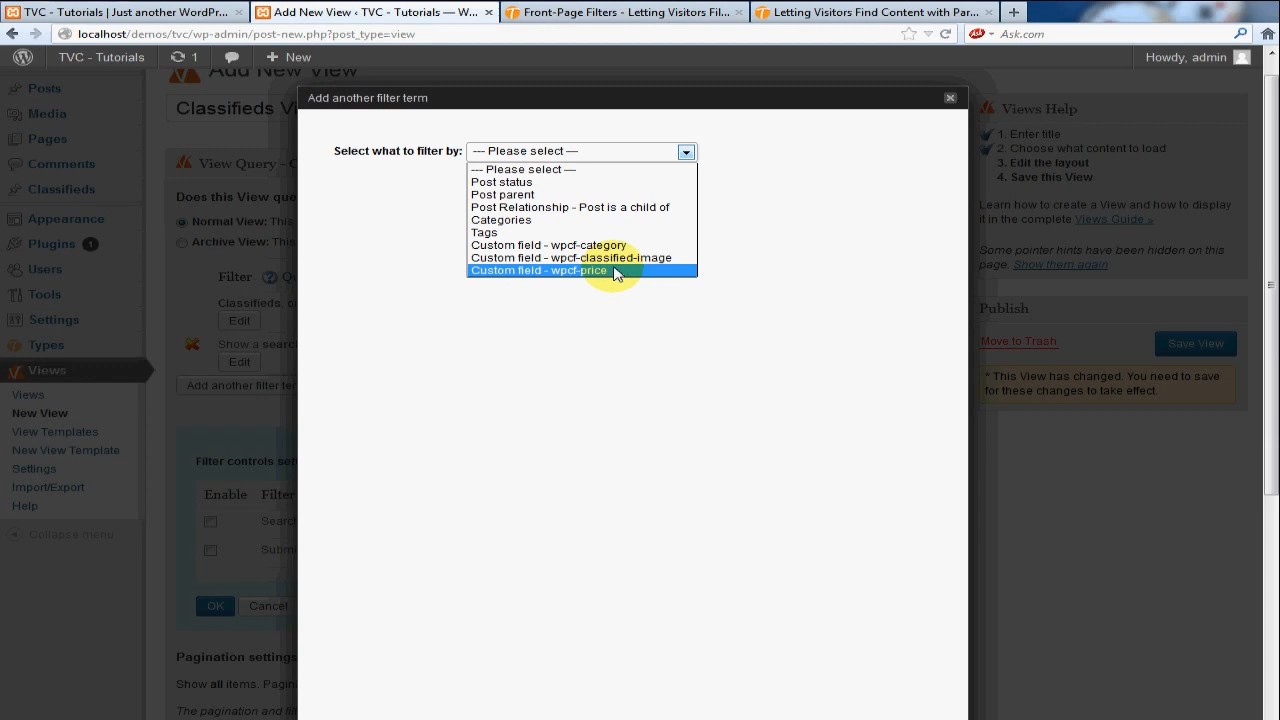 TVC - Tutorials | Just another WordPr...
Add New View ‹ TVC - Tutorials — W...
Front-Page Filters - Letting Visitors Fil...
Letting Visitors Find Content with Par...
localhost/demos/tvc/wp-admin/post-new.php?post_type=view
Ask Ask.com
TVC - Tutorials 1 New Howdy, admin
Add New View
Add another filter term
Posts
Media
Pages
Comments
Classifieds
Appearance
Plugins 1
Users
Tools
Settings
Types
Views
Views
New View
View Templates
New View Template
Settings
Import/Export
Help
Collapse menu
Classifieds Vi
View Query - C
Does this View quer
Normal View: This
Archive View: This
Filter
Classifieds, o
Edit
Show a search
Edit
Add another filter ter
Filter controls sett
Enable Filter
Search
Submi
OK Cancel
Pagination settings
Show all items. Pagin
The pagination and fil
Select what to filter by: --- Please select ---
--- Please select ---
Post status
Post parent
Post Relationship - Post is a child of
Categories
Tags
Custom field - wpcf-category
Custom field - wpcf-classified-image
Custom field - wpcf-price
Views Help
1. Enter title
2. Choose what content to load
3. Edit the layout
4. Save this View
Learn how to create a View and how to display
it in the complete Views Guide »
Some pointer hints have been hidden on this
page. Show them again
Publish
Move to Trash Save View
* This View has changed. You need to save
for these changes to take effect.